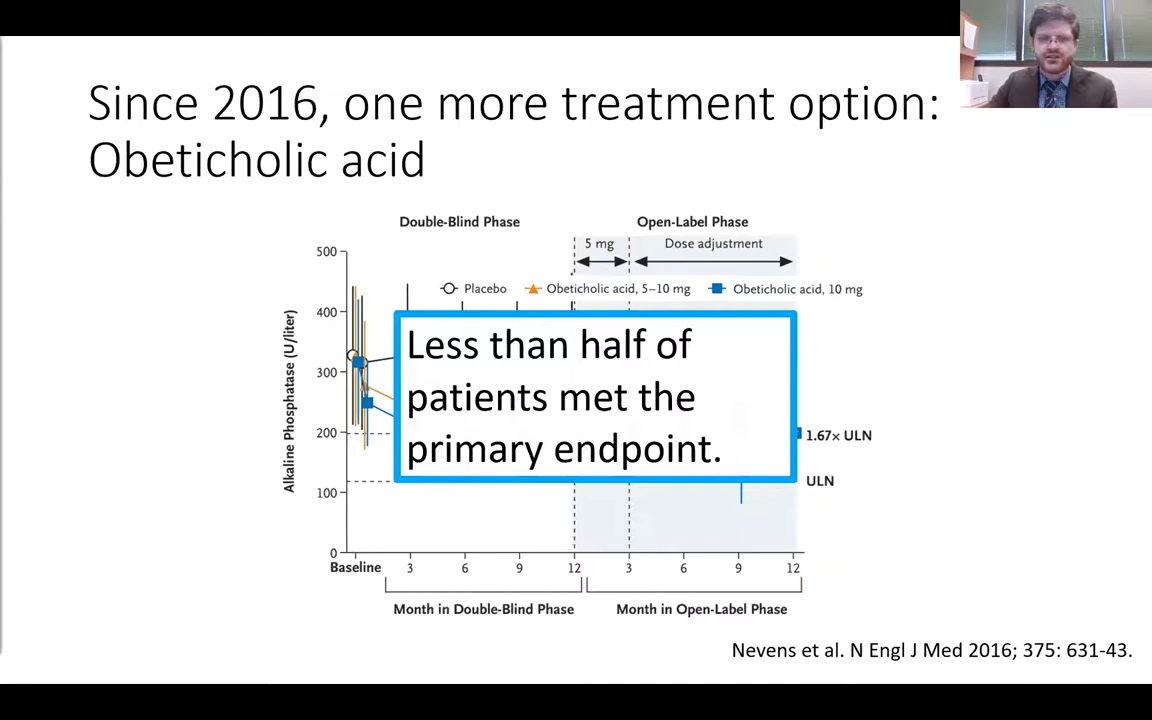 Since 2016, one more treatment option:
Obeticholic acid
Double-Blind Phase
Open-Label Phase
5 mg
Dose adjustment
Placebo
Obeticholic acid, 5–10 mg
Obeticholic acid, 10 mg
Alkaline Phosphatase (U/liter)
500
400
300
200
100
0
Less than half of
patients met the
primary endpoint.
1.67× ULN
ULN
Baseline 3 6 9 12 3 6 9 12
Month in Double-Blind Phase
Month in Open-Label Phase
Nevens et al. N Engl J Med 2016; 375: 631-43.